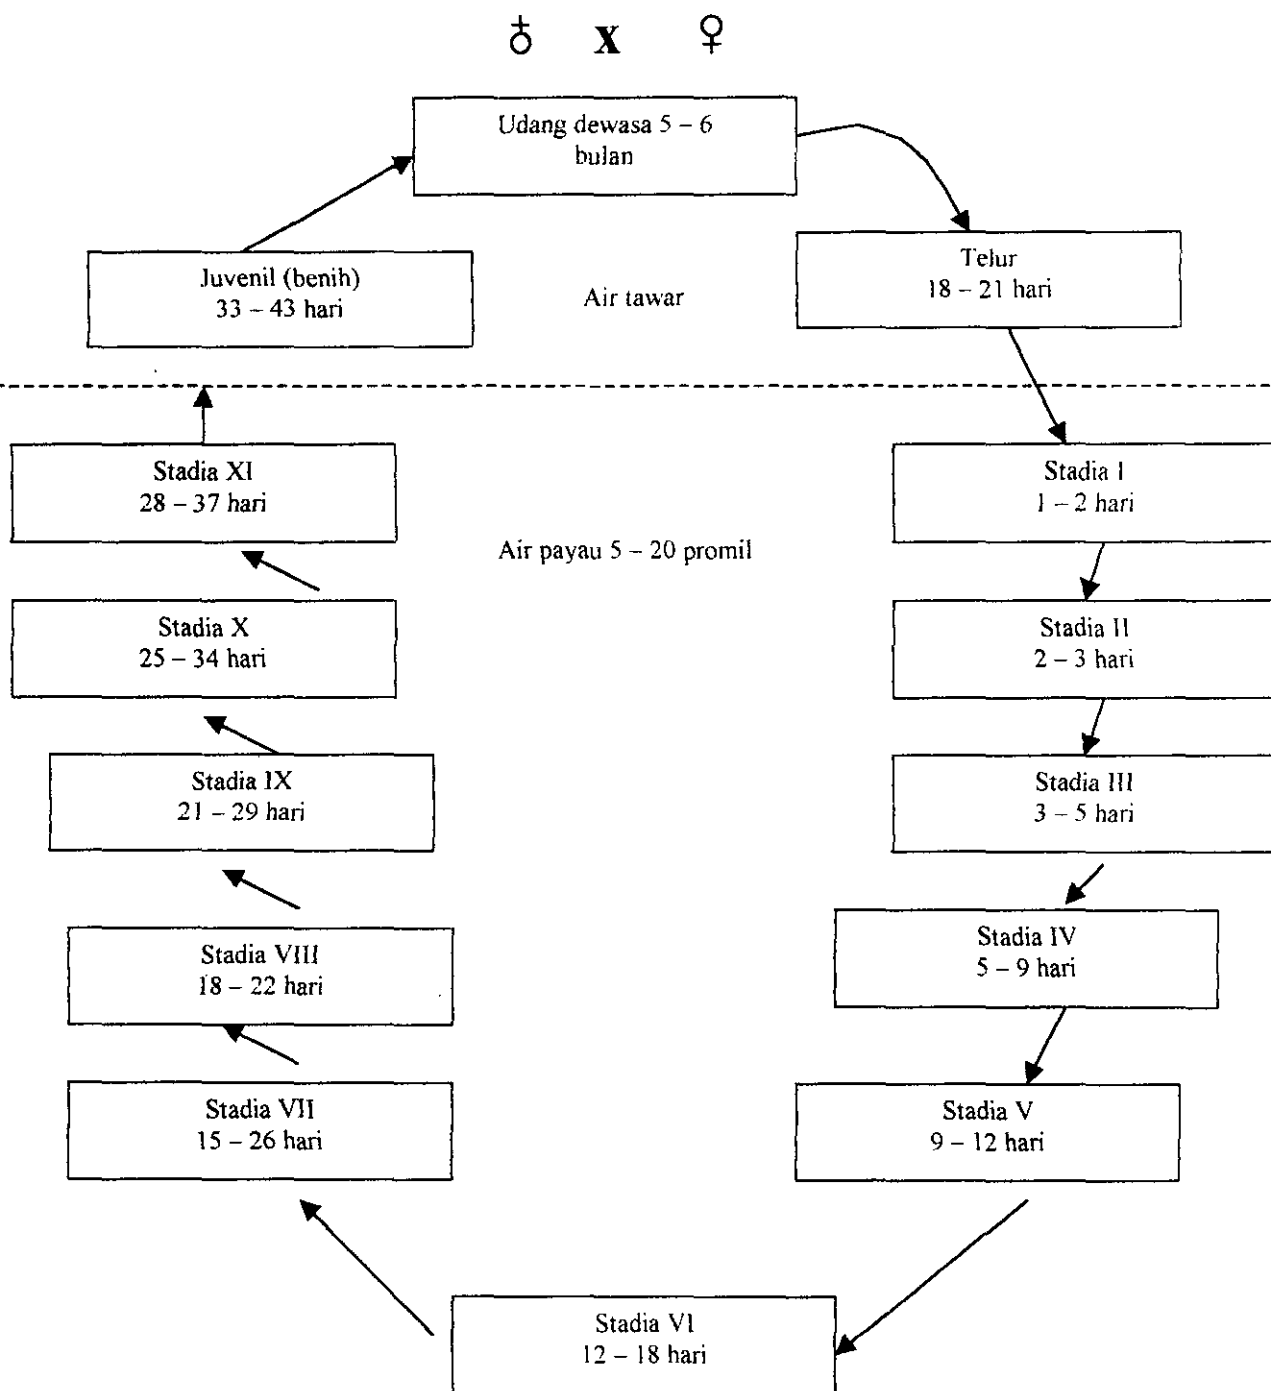 ♂ X ♀
Udang dewasa 5 – 6
bulan
Juvenil (benih)
33 – 43 hari
Air tawar
Telur
18 – 21 hari
Stadia XI
28 – 37 hari
Stadia I
1 – 2 hari
Air payau 5 – 20 promil
Stadia X
25 – 34 hari
Stadia II
2 – 3 hari
Stadia IX
21 – 29 hari
Stadia III
3 – 5 hari
Stadia VIII
18 – 22 hari
Stadia IV
5 – 9 hari
Stadia VII
15 – 26 hari
Stadia V
9 – 12 hari
Stadia VI
12 – 18 hari